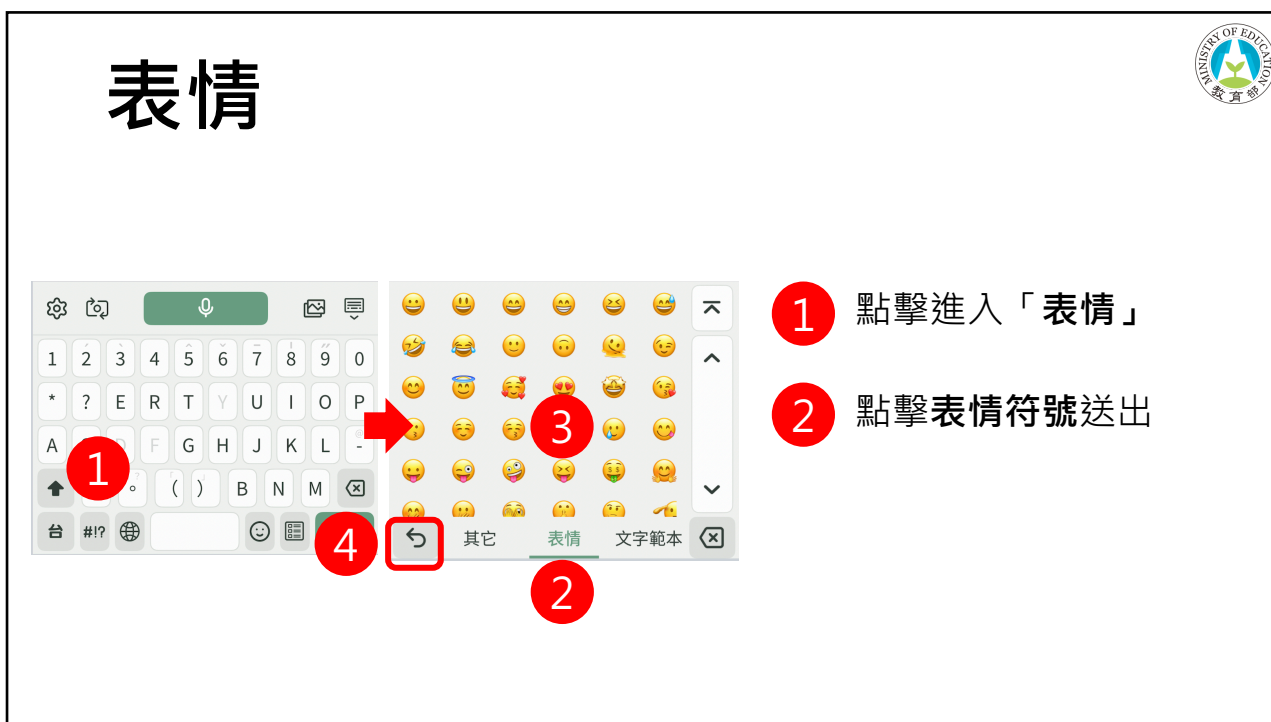 表情
MINISTRY OF EDUCATION
教育部
1 2 3 4 5 6 7 8 9 0
* ? E R T Y U I O P
A D F G H J K L -
1
。 ( ) B N M
台 #!?
4
3
其它 表情 文字範本
2
1 點擊進入「表情」
2 點擊表情符號送出